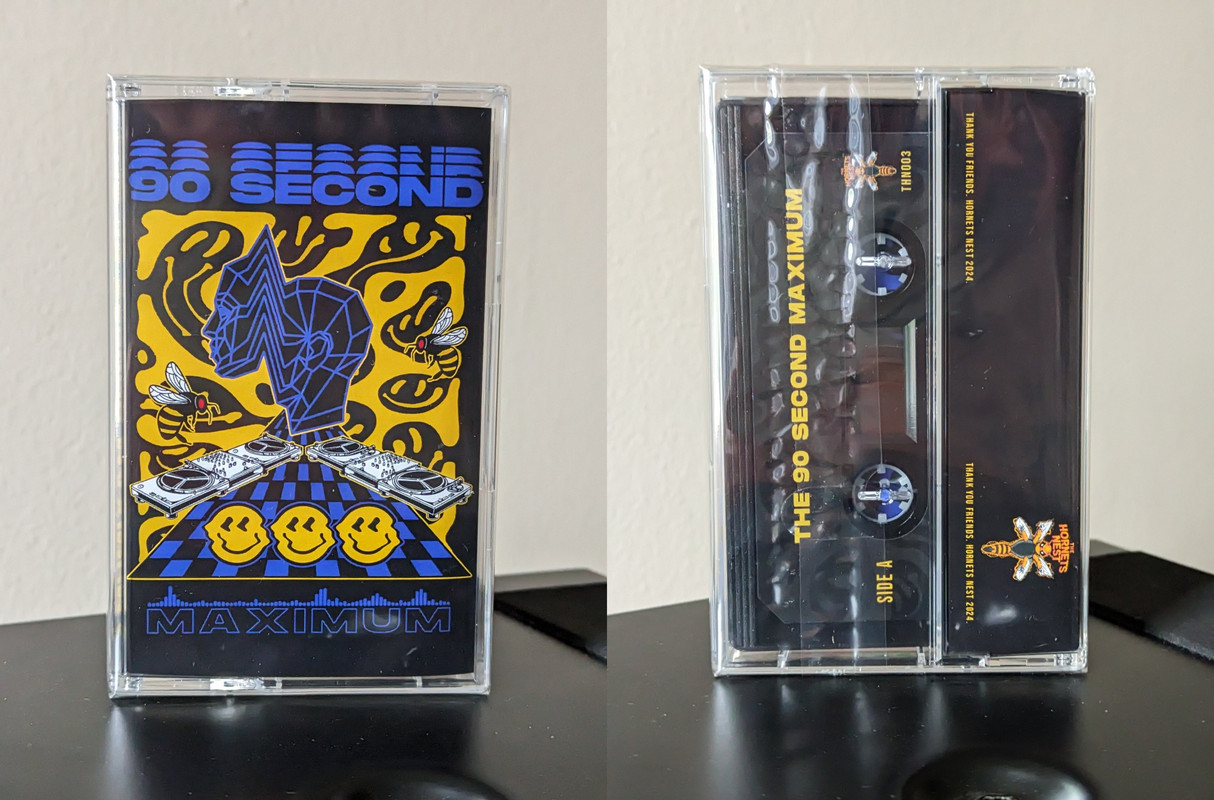 90 SECOND
MAXIMUM
THE 90 SECOND MAXIMUM
THN003
SIDE A
THANK YOU FRIENDS. HORNETS NEST 2024.
THANK YOU FRIENDS. HORNETS NEST 2024.
THE
HORNETS
NEST